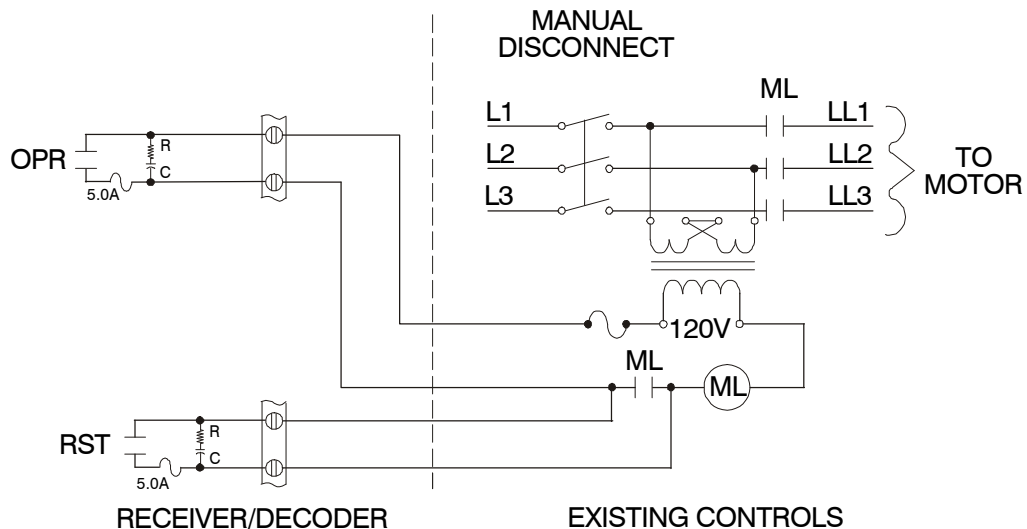 MANUAL
DISCONNECT
ML
L1
LL1
L2
LL2
L3
LL3
TO
MOTOR
OPR
R
C
5.0A
120V
ML
ML
RST
R
C
5.0A
RECEIVER/DECODER
EXISTING CONTROLS